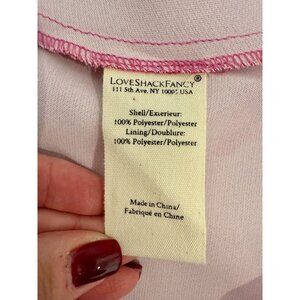 LoveShackFancy®
111 5th Ave. NY 10003 USA
Shell/Exterieur:
100% Polyester/Polyester
Lining/Doublure:
100% Polyester/Polyester
Made in China/
Fabriqué en Chine